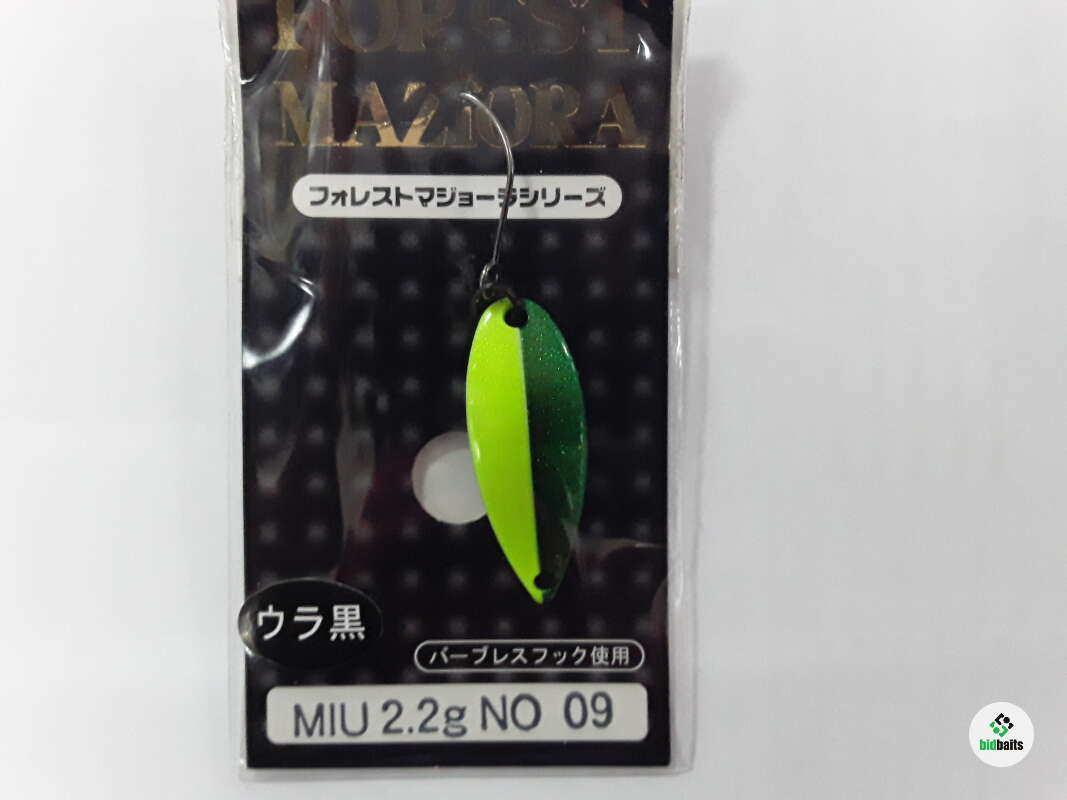 FOREST
MAZIORA
フォレストマジョーラシリーズ
ウラ黒
バーブレスフック使用
MIU 2.2g NO 09
bidbaits